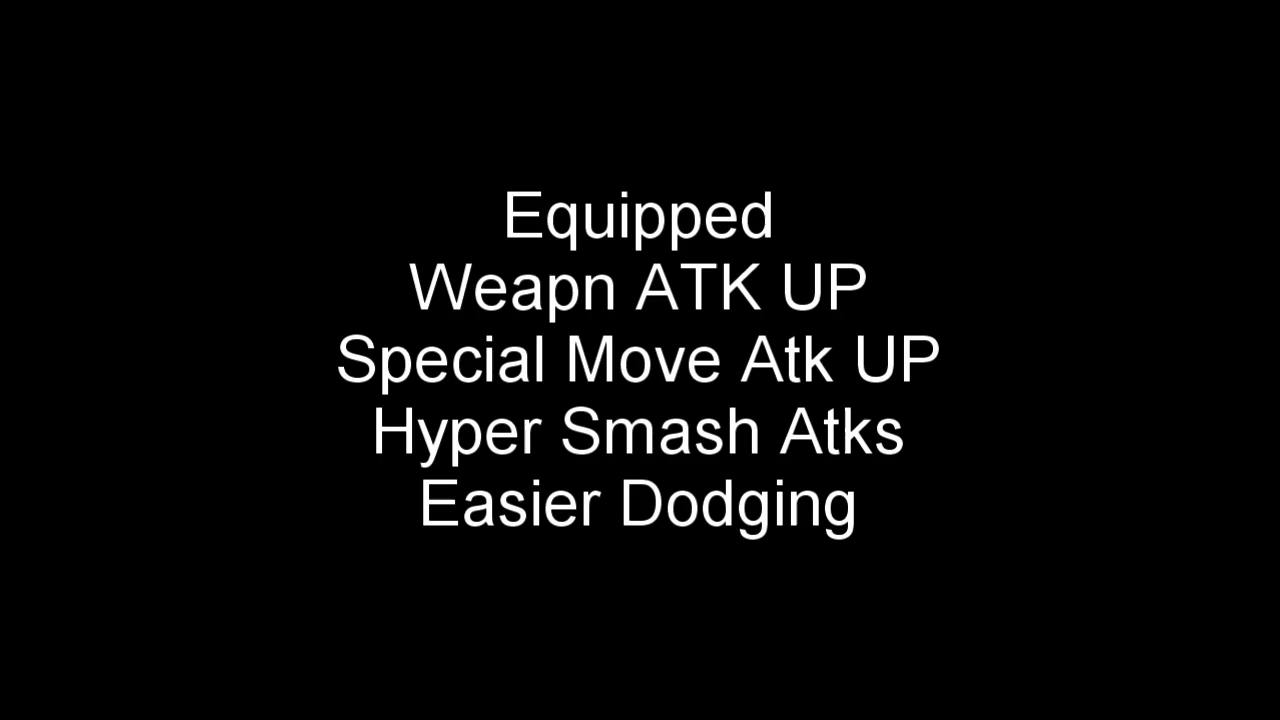 Equipped
Weapn ATK UP
Special Move Atk UP
Hyper Smash Atks
Easier Dodging